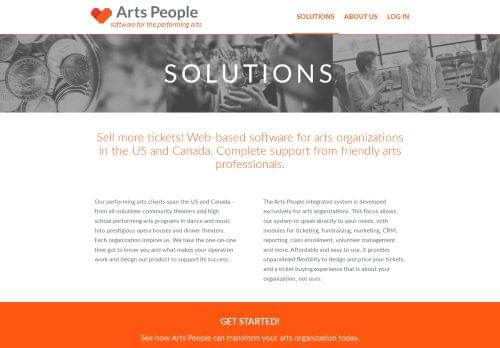 Arts People
software for the performing arts
SOLUTIONS ABOUT US LOG IN
SOLUTIONS
Sell more tickets! Web-based software for arts organizations
in the US and Canada. Complete support from friendly arts
professionals.
Our performing arts clients span the US and Canada –
from all-volunteer community theaters and high
school performing arts programs in dance and music
tyto prestigious opera houses and dinner theaters.
Each organization inspires us. We take the one-on-one
time got to know you and what makes your operation
work and design our product to support its success.
The Arts People integrated system is developed
exclusively for arts organizations. This focus allows
our system to speak directly to your needs, with
modules for ticketing, fundraising, marketing, CRM,
reporting, class enrollment, volunteer management
and more. Affordable and easy to use, it provides
unparalleled flexibility to design and price your tickets,
and a ticket buying experience that is about your
organization, not ours.
GET STARTED!
See how Arts People can transform your arts organization today.